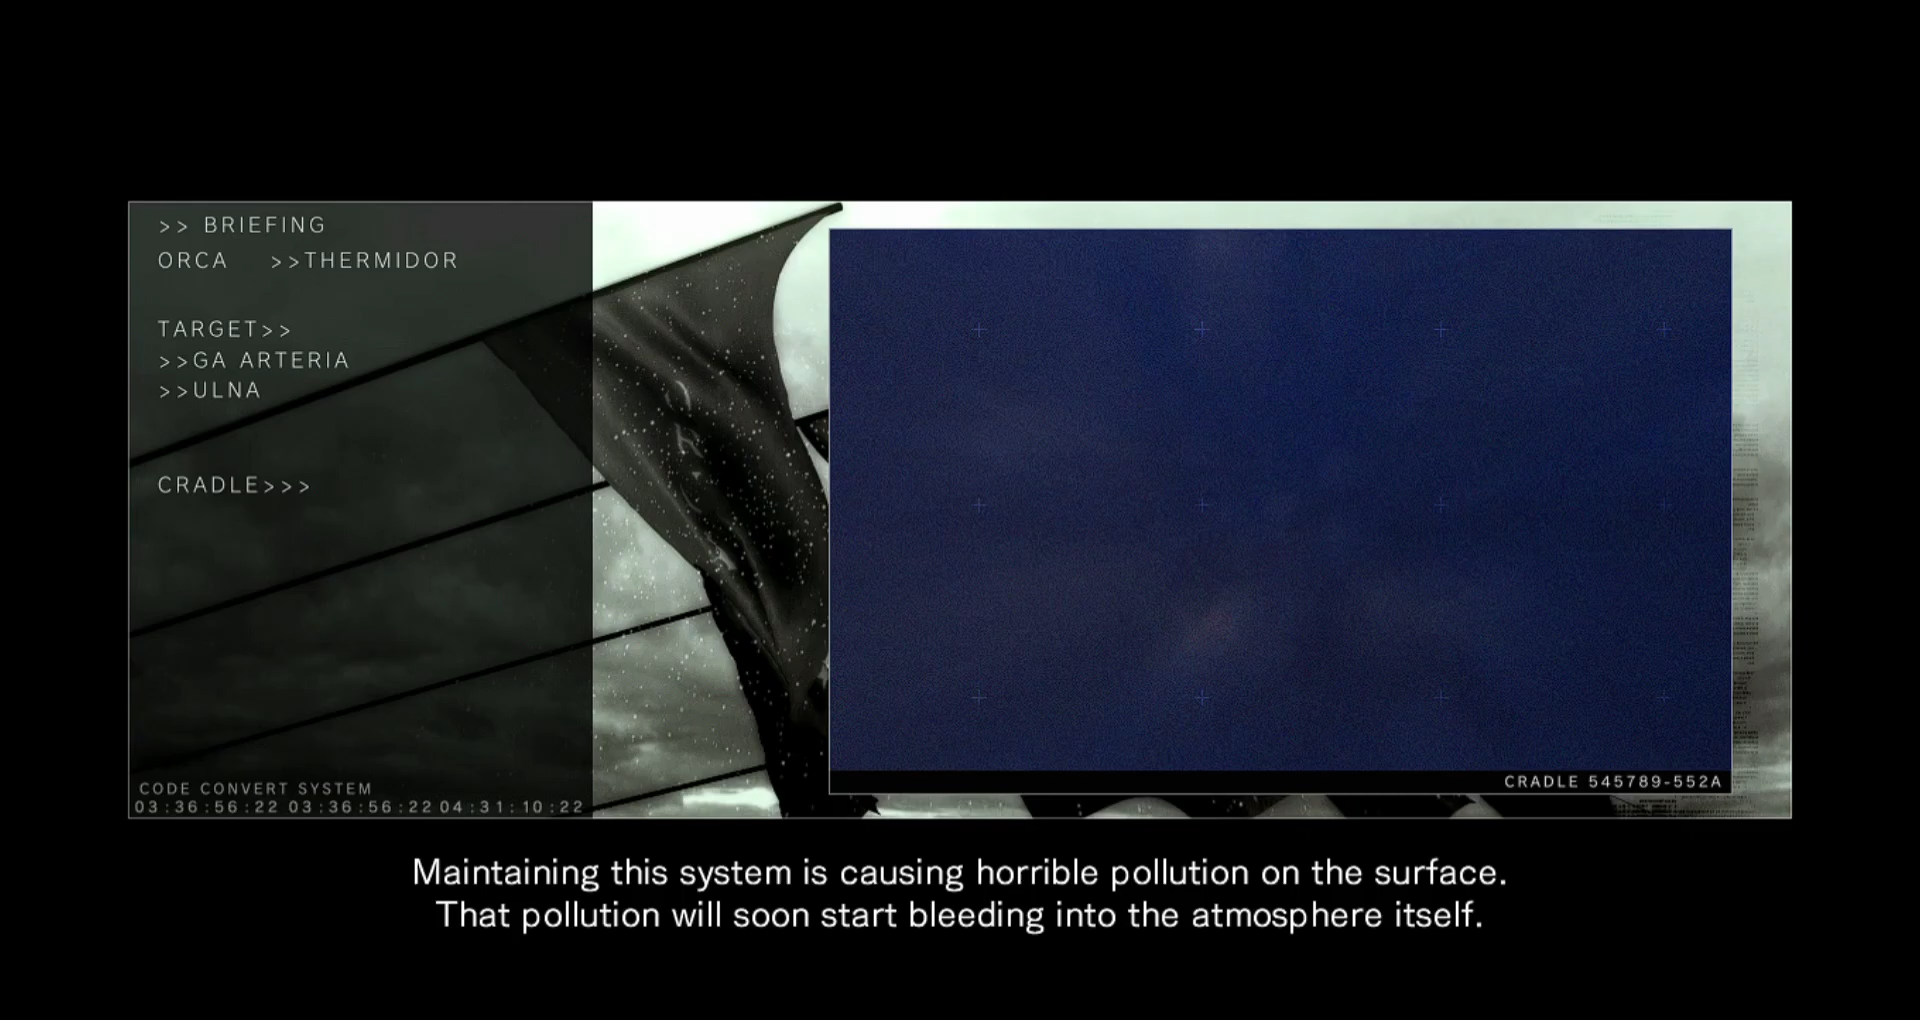 >> BRIEFING
ORCA >>THERMIDOR
TARGET>>
>>GA ARTERIA
>>ULNA
CRADLE>>>
CODE CONVERT SYSTEM
03:36:56:22 03:36:56:22 04:31:10:22
ORCA
CRADLE 545789-552A
Maintaining this system is causing horrible pollution on the surface.
That pollution will soon start bleeding into the atmosphere itself.